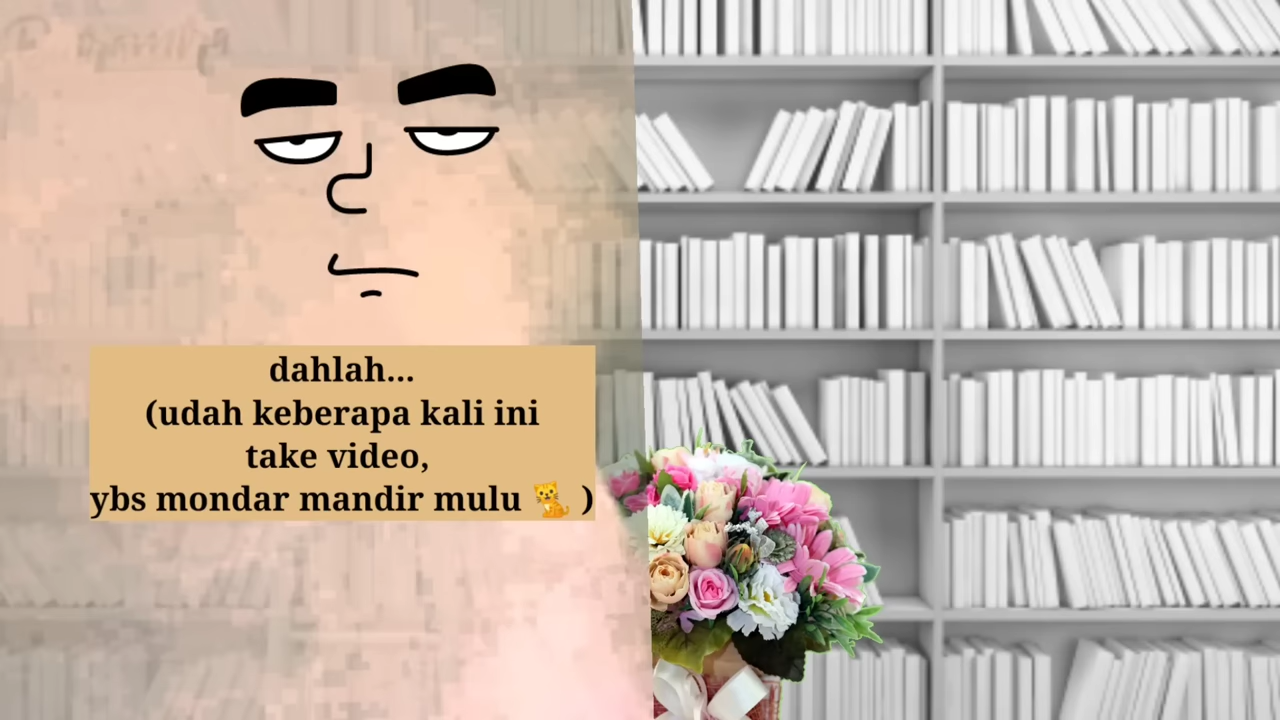 dahlah...
(udah keberapa kali ini
take video,
ybs mondar mandir mulu 🐈 )